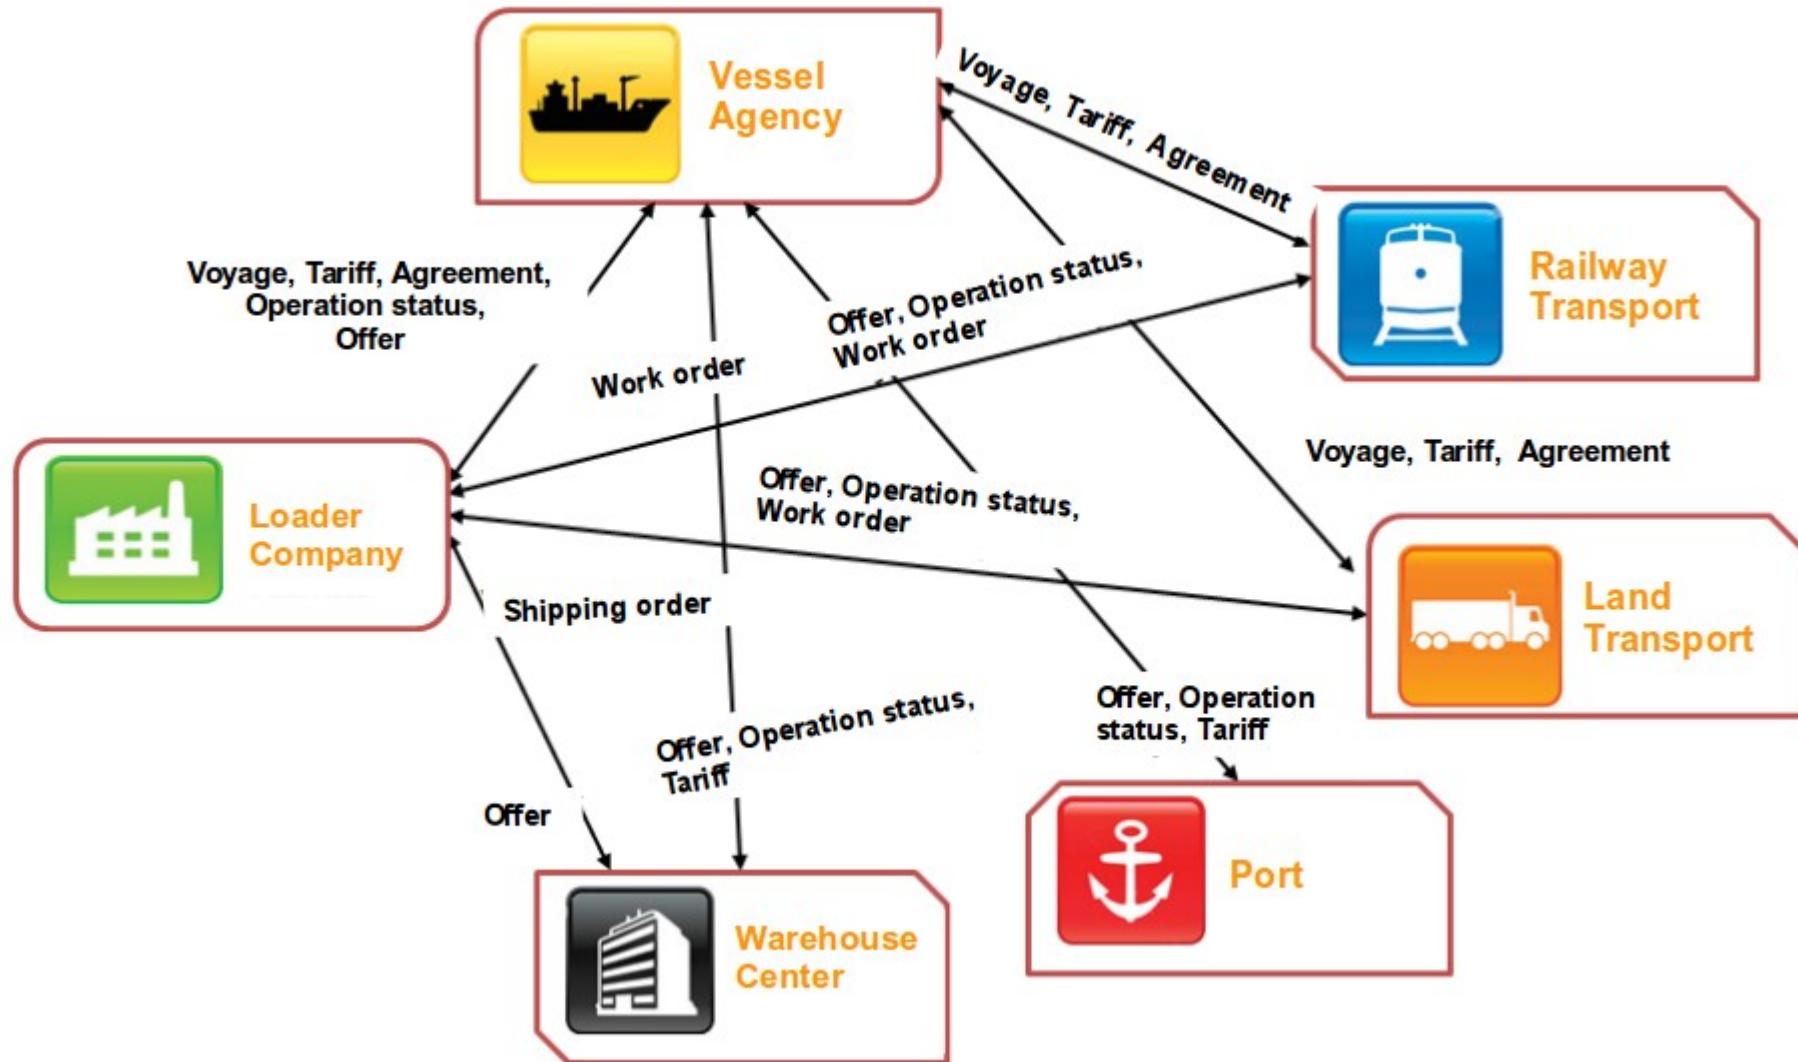 Vessel
Agency
Voyage, Tariff, Agreement
Railway
Transport
Voyage, Tariff, Agreement,
Operation status,
Offer
Offer, Operation status,
Work order
Work order
Voyage, Tariff, Agreement
Loader
Company
Offer, Operation status,
Work order
Land
Transport
Shipping order
Offer, Operation status,
Tariff
Offer, Operation
status, Tariff
Offer
Port
Warehouse
Center